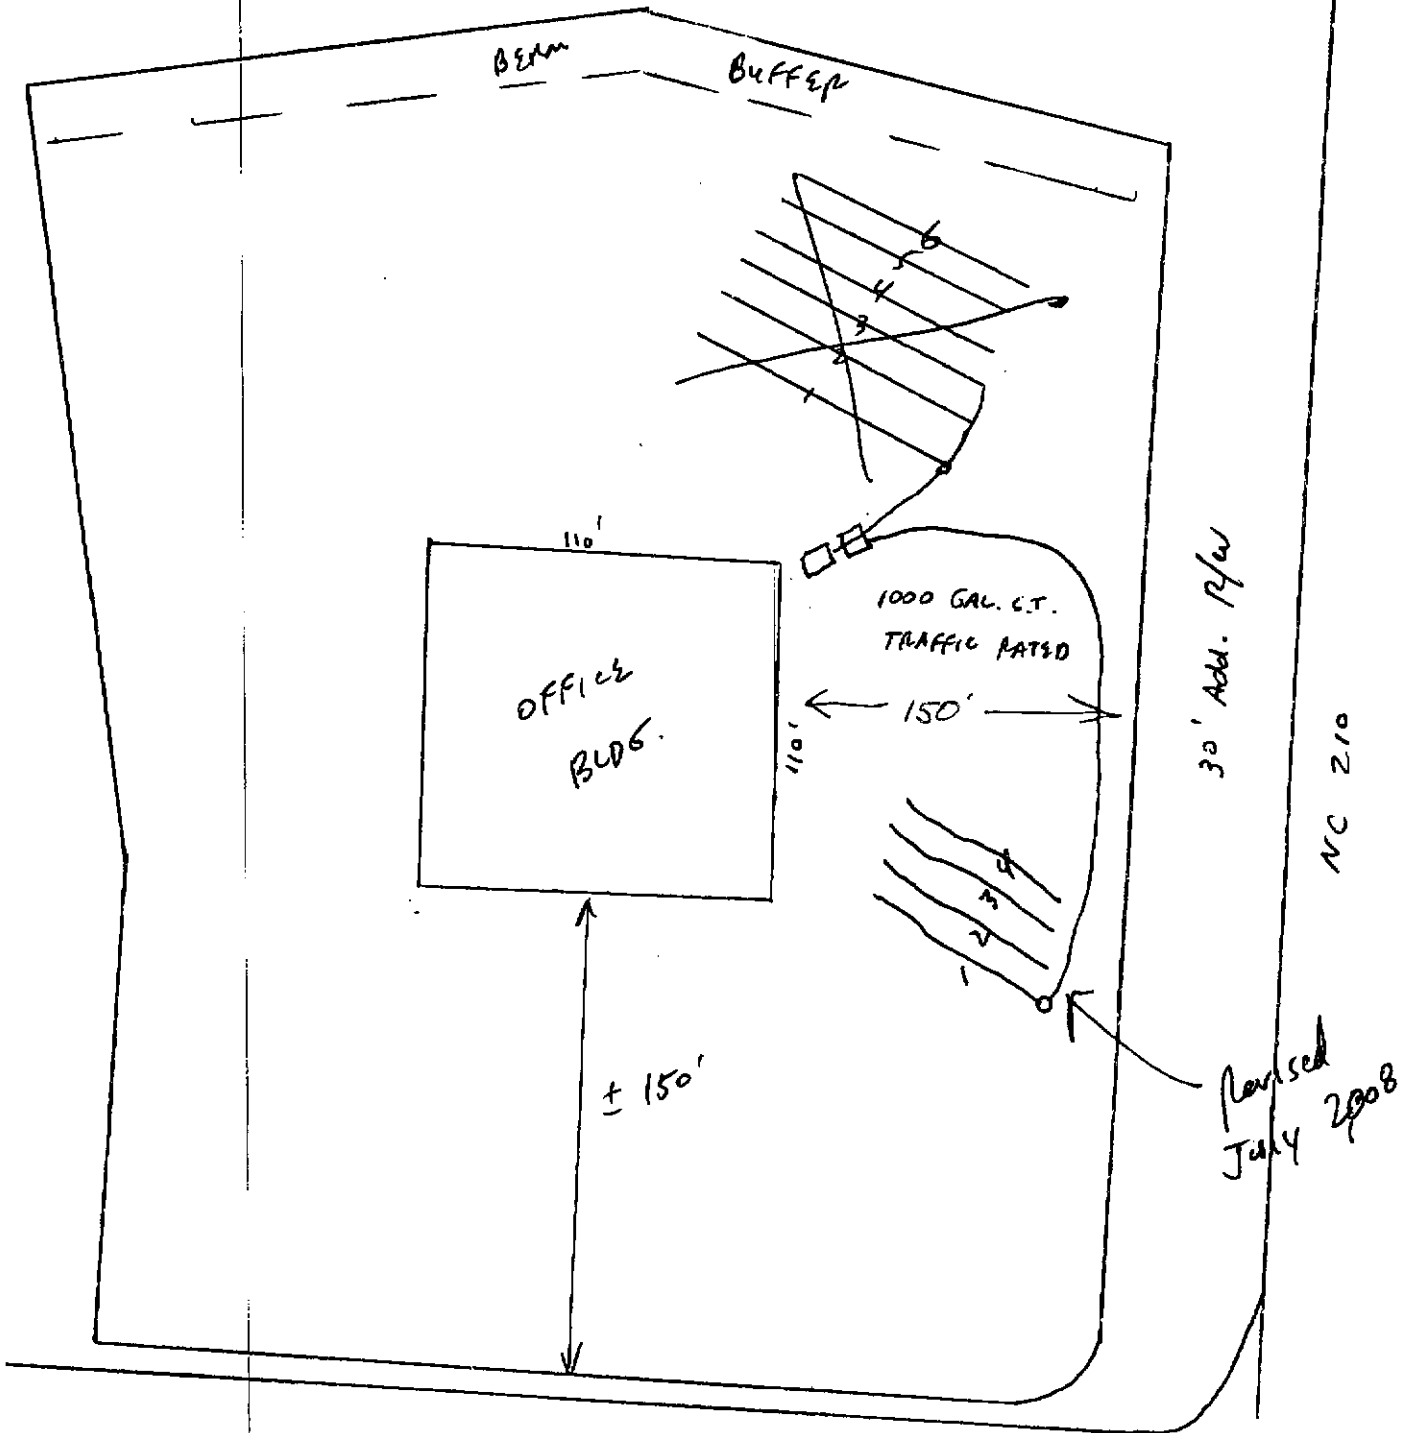 BERM
BUFFER
6
5
4
3
2
1
110'
1000 GAL. S.T.
TRAFFIC RATED
OFFICE
BLDG.
150'
110'
30' Add. R/W
NC 210
4
3
2
1
± 150'
Revised
July 2008